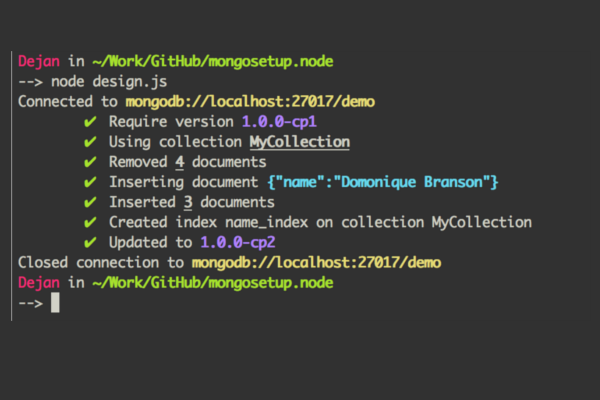 Dejan in ~/Work/GitHub/mongosetup.node
--> node design.js
Connected to mongodb://localhost:27017/demo
✔ Require version 1.0.0-cp1
✔ Using collection MyCollection
✔ Removed 4 documents
✔ Inserting document {"name":"Domonique Branson"}
✔ Inserted 3 documents
✔ Created index name_index on collection MyCollection
✔ Updated to 1.0.0-cp2
Closed connection to mongodb://localhost:27017/demo
Dejan in ~/Work/GitHub/mongosetup.node
-->